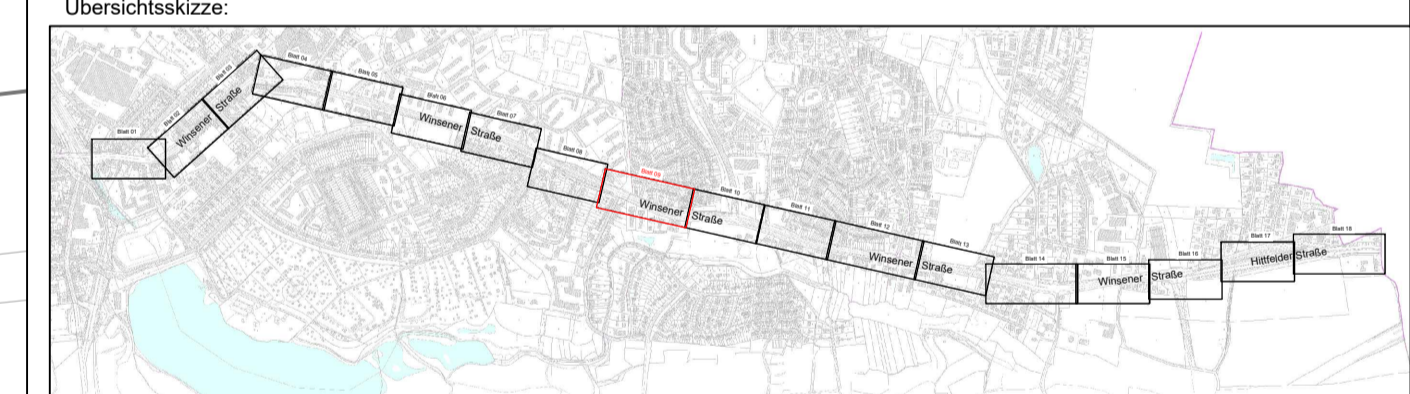 Übersichtsskizze:
Blatt 01
Blatt 02
Blatt 03
Blatt 04
Blatt 05
Blatt 06
Blatt 07
Blatt 08
Blatt 09
Blatt 10
Blatt 11
Blatt 12
Blatt 13
Blatt 14
Blatt 15
Blatt 16
Blatt 17
Blatt 18
Winsener Straße
Winsener Straße
Winsener Straße
Winsener Straße
Winsener Straße
Hittfelder Straße